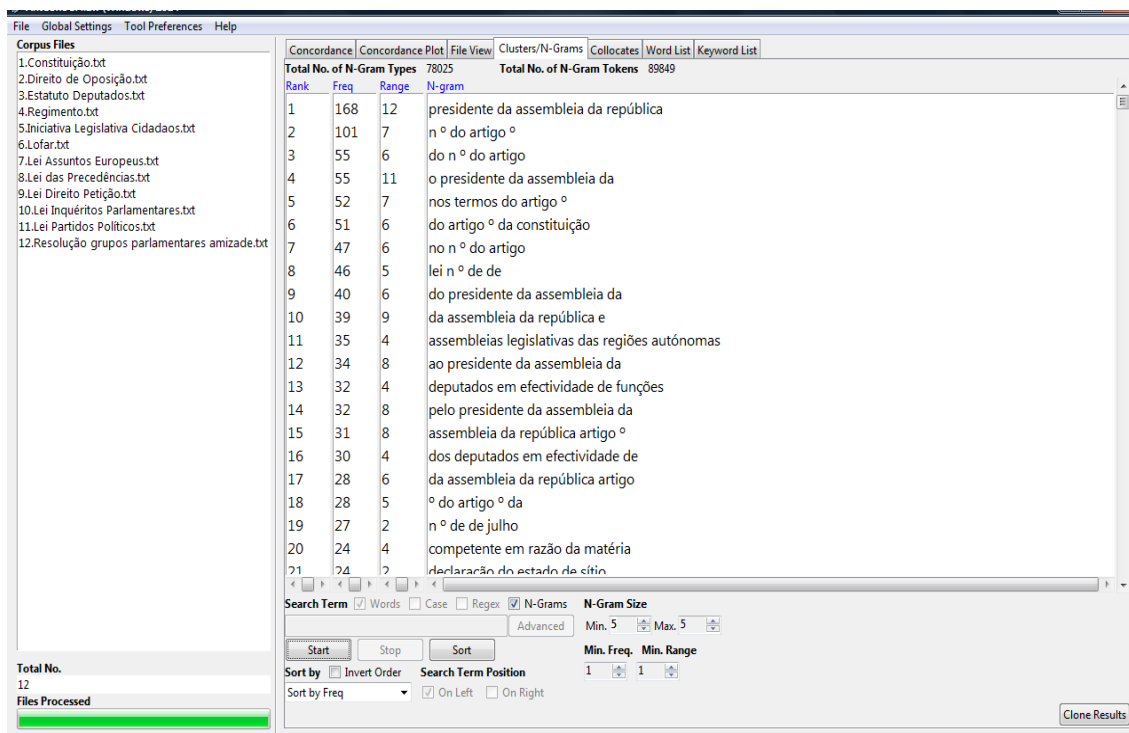 File Global Settings Tool Preferences Help
Corpus Files
1.Constituição.txt
2.Direito de Oposição.txt
3.Estatuto Deputados.txt
4.Regimento.txt
5.Iniciativa Legislativa Cidadaos.txt
6.Lofar.txt
7.Lei Assuntos Europeus.txt
8.Lei das Precedências.txt
9.Lei Direito Petição.txt
10.Lei Inquéritos Parlamentares.txt
11.Lei Partidos Políticos.txt
12.Resolução grupos parlamentares amizade.txt
Total No.
12
Files Processed
Concordance Concordance Plot File View Clusters/N-Grams Collocates Word List Keyword List
Total No. of N-Gram Types 78025 Total No. of N-Gram Tokens 89849
Rank Freq Range N-gram
1 168 12 presidente da assembleia da república
2 101 7 n º do artigo º
3 55 6 do n º do artigo
4 55 11 o presidente da assembleia da
5 52 7 nos termos do artigo º
6 51 6 do artigo º da constituição
7 47 6 no n º do artigo
8 46 5 lei n º de de
9 40 6 do presidente da assembleia da
10 39 9 da assembleia da república e
11 35 4 assembleias legislativas das regiões autónomas
12 34 8 ao presidente da assembleia da
13 32 4 deputados em efectividade de funções
14 32 8 pelo presidente da assembleia da
15 31 8 assembleia da república artigo º
16 30 4 dos deputados em efectividade de
17 28 6 da assembleia da república artigo
18 28 5 º do artigo º da
19 27 2 n º de de julho
20 24 4 competente em razão da matéria
21 24 2 declaração do estado de sítio
Search Term Words Case Regex N-Grams N-Gram Size
Advanced Min. 5 Max. 5
Start Stop Sort Min. Freq. Min. Range
Sort by Invert Order Search Term Position 1 1
Sort by Freq On Left On Right
Clone Results